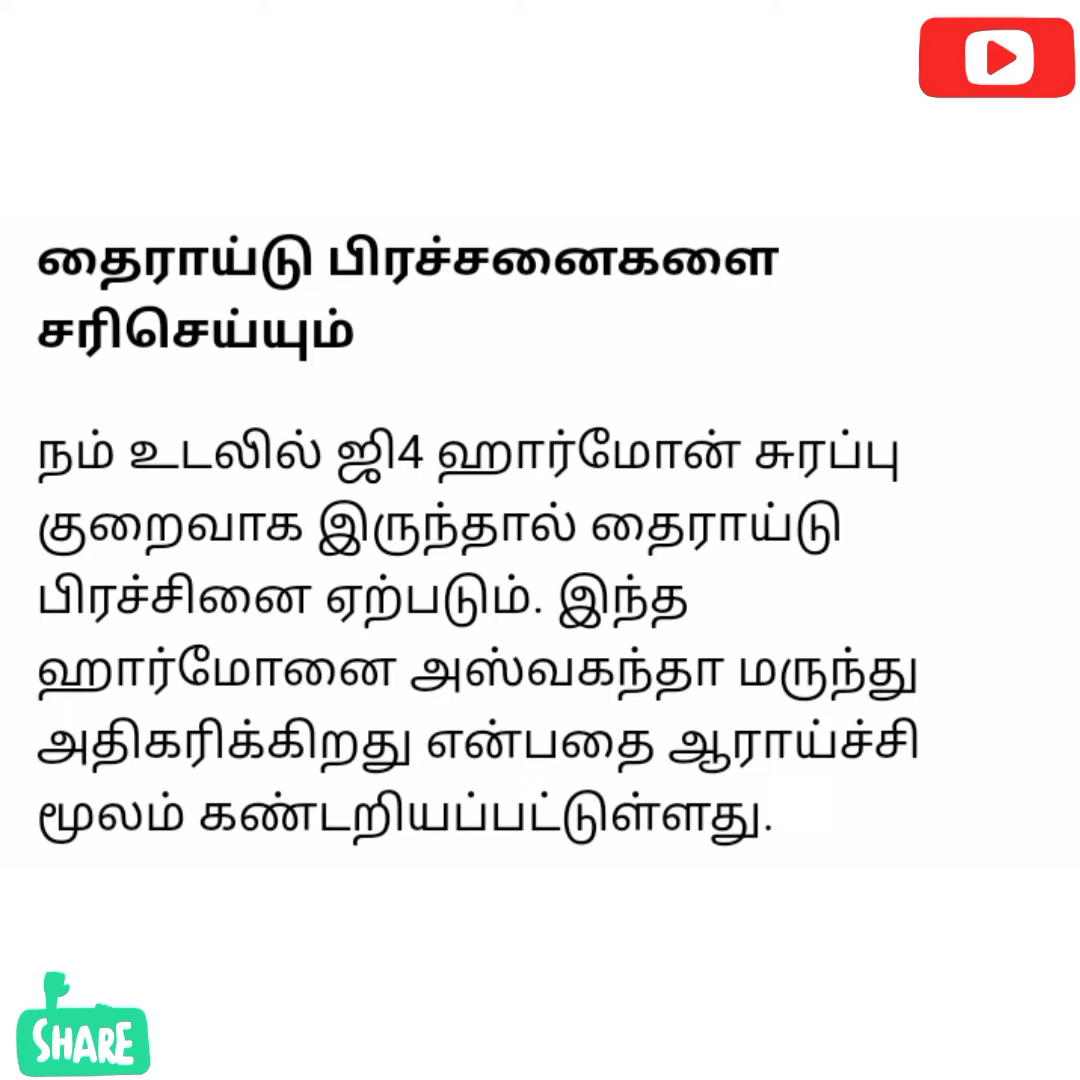 தைராய்டு பிரச்சனைகளை
சரிசெய்யும்
நம் உடலில் ஜி4 ஹார்மோன் சுரப்பு
குறைவாக இருந்தால் தைராய்டு
பிரச்சினை ஏற்படும். இந்த
ஹார்மோனை அஸ்வகந்தா மருந்து
அதிகரிக்கிறது என்பதை ஆராய்ச்சி
மூலம் கண்டறியப்பட்டுள்ளது.
SHARE